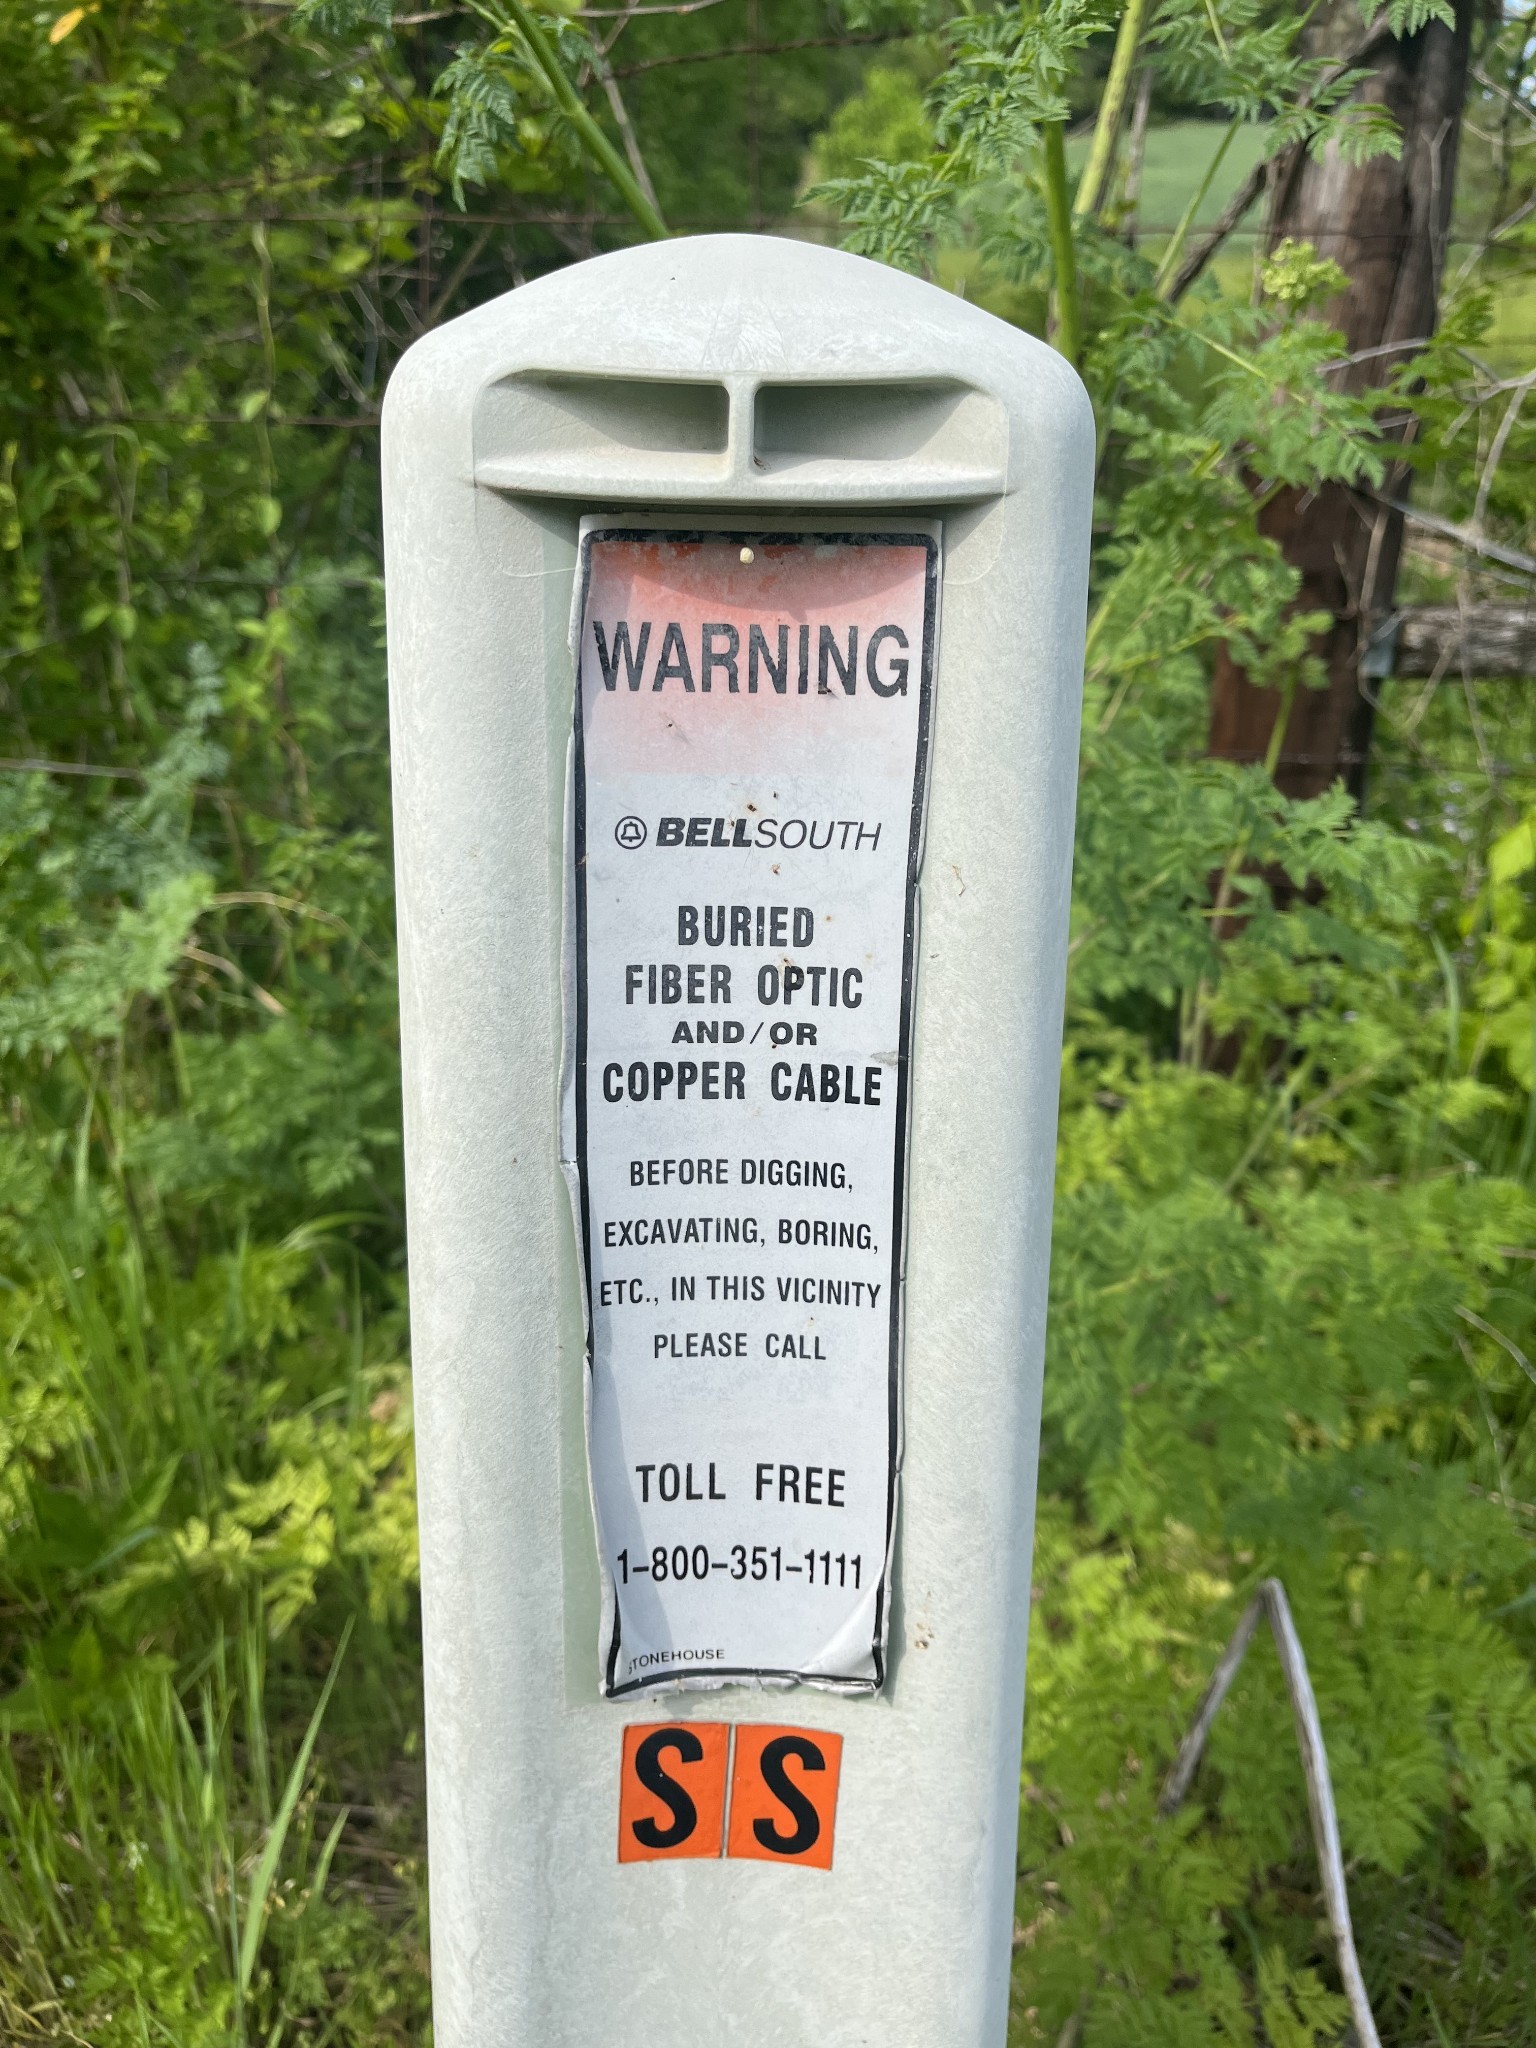 WARNING
BELLSOUTH
BURIED
FIBER OPTIC
AND/OR
COPPER CABLE
BEFORE DIGGING,
EXCAVATING, BORING,
ETC., IN THIS VICINITY
PLEASE CALL
TOLL FREE
1-800-351-1111
STONEHOUSE
SS